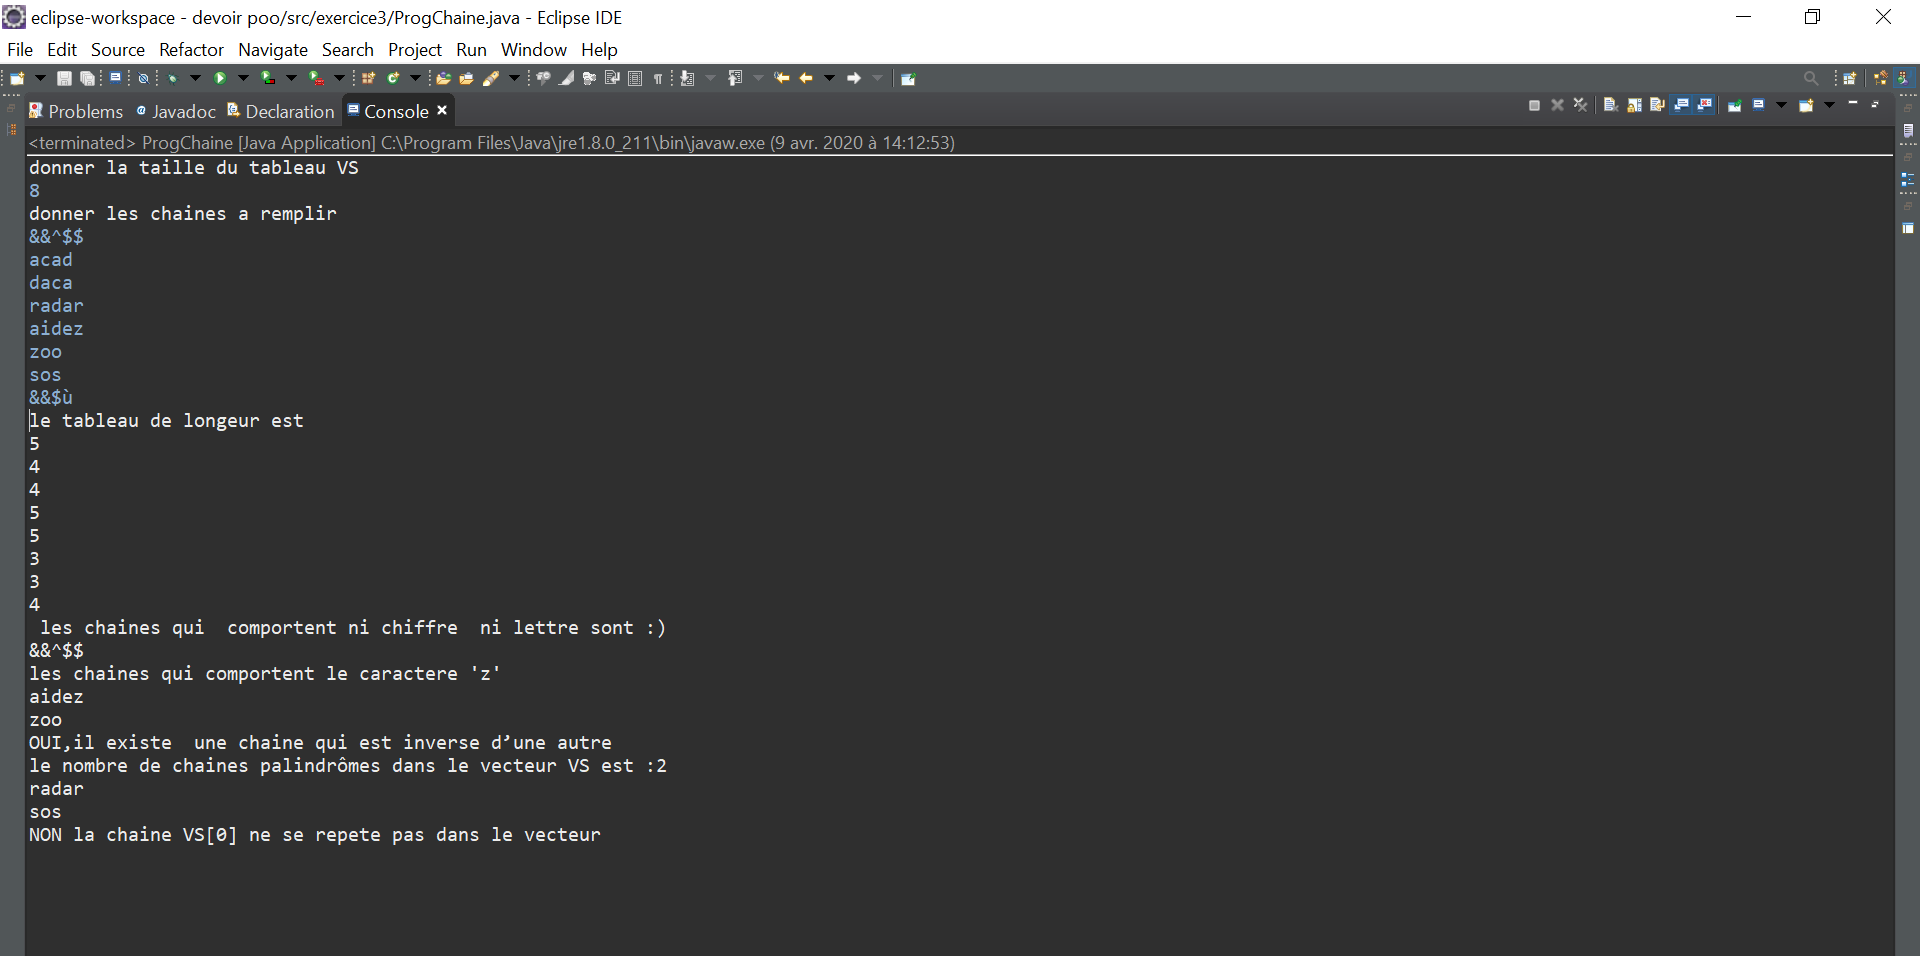 eclipse-workspace - devoir poo/src/exercice3/ProgChaine.java - Eclipse IDE
File Edit Source Refactor Navigate Search Project Run Window Help
Problems @ Javadoc Declaration Console
<terminated> ProgChaine [Java Application] C:\Program Files\Java\jre1.8.0_211\bin\javaw.exe (9 avr. 2020 à 14:12:53)
donner la taille du tableau VS
8
donner les chaines a remplir
&&^$$
acad
daca
radar
aidez
zoo
sos
&&$ù
le tableau de longeur est
5
4
4
5
5
3
3
4
 les chaines qui  comportent ni chiffre  ni lettre sont :)
&&^$$
les chaines qui comportent le caractere 'z'
aidez
zoo
OUI,il existe  une chaine qui est inverse d’une autre
le nombre de chaines palindrômes dans le vecteur VS est :2
radar
sos
NON la chaine VS[0] ne se repete pas dans le vecteur